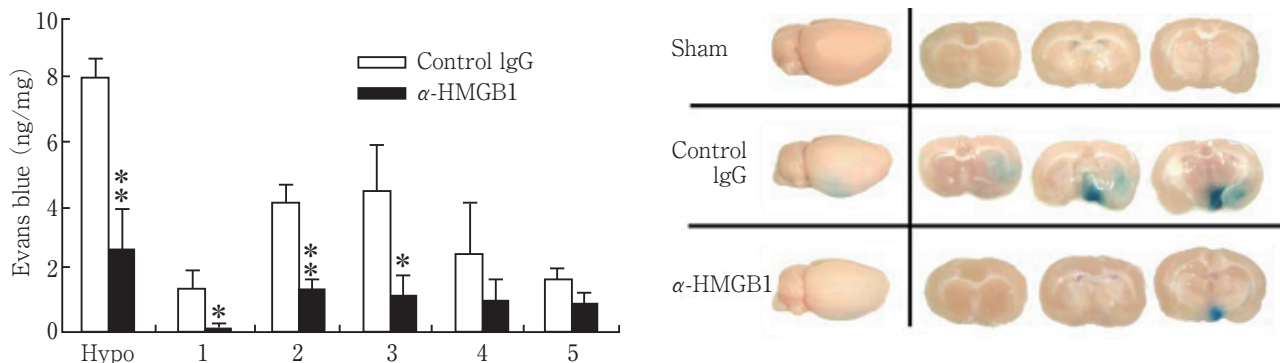 10
8
6
4
2
0
Evans blue (ng/mg)
Control lgG
α-HMGB1
**
*
**
*
Hypo 1 2 3 4 5
Sham
Control
lgG
α-HMGB1